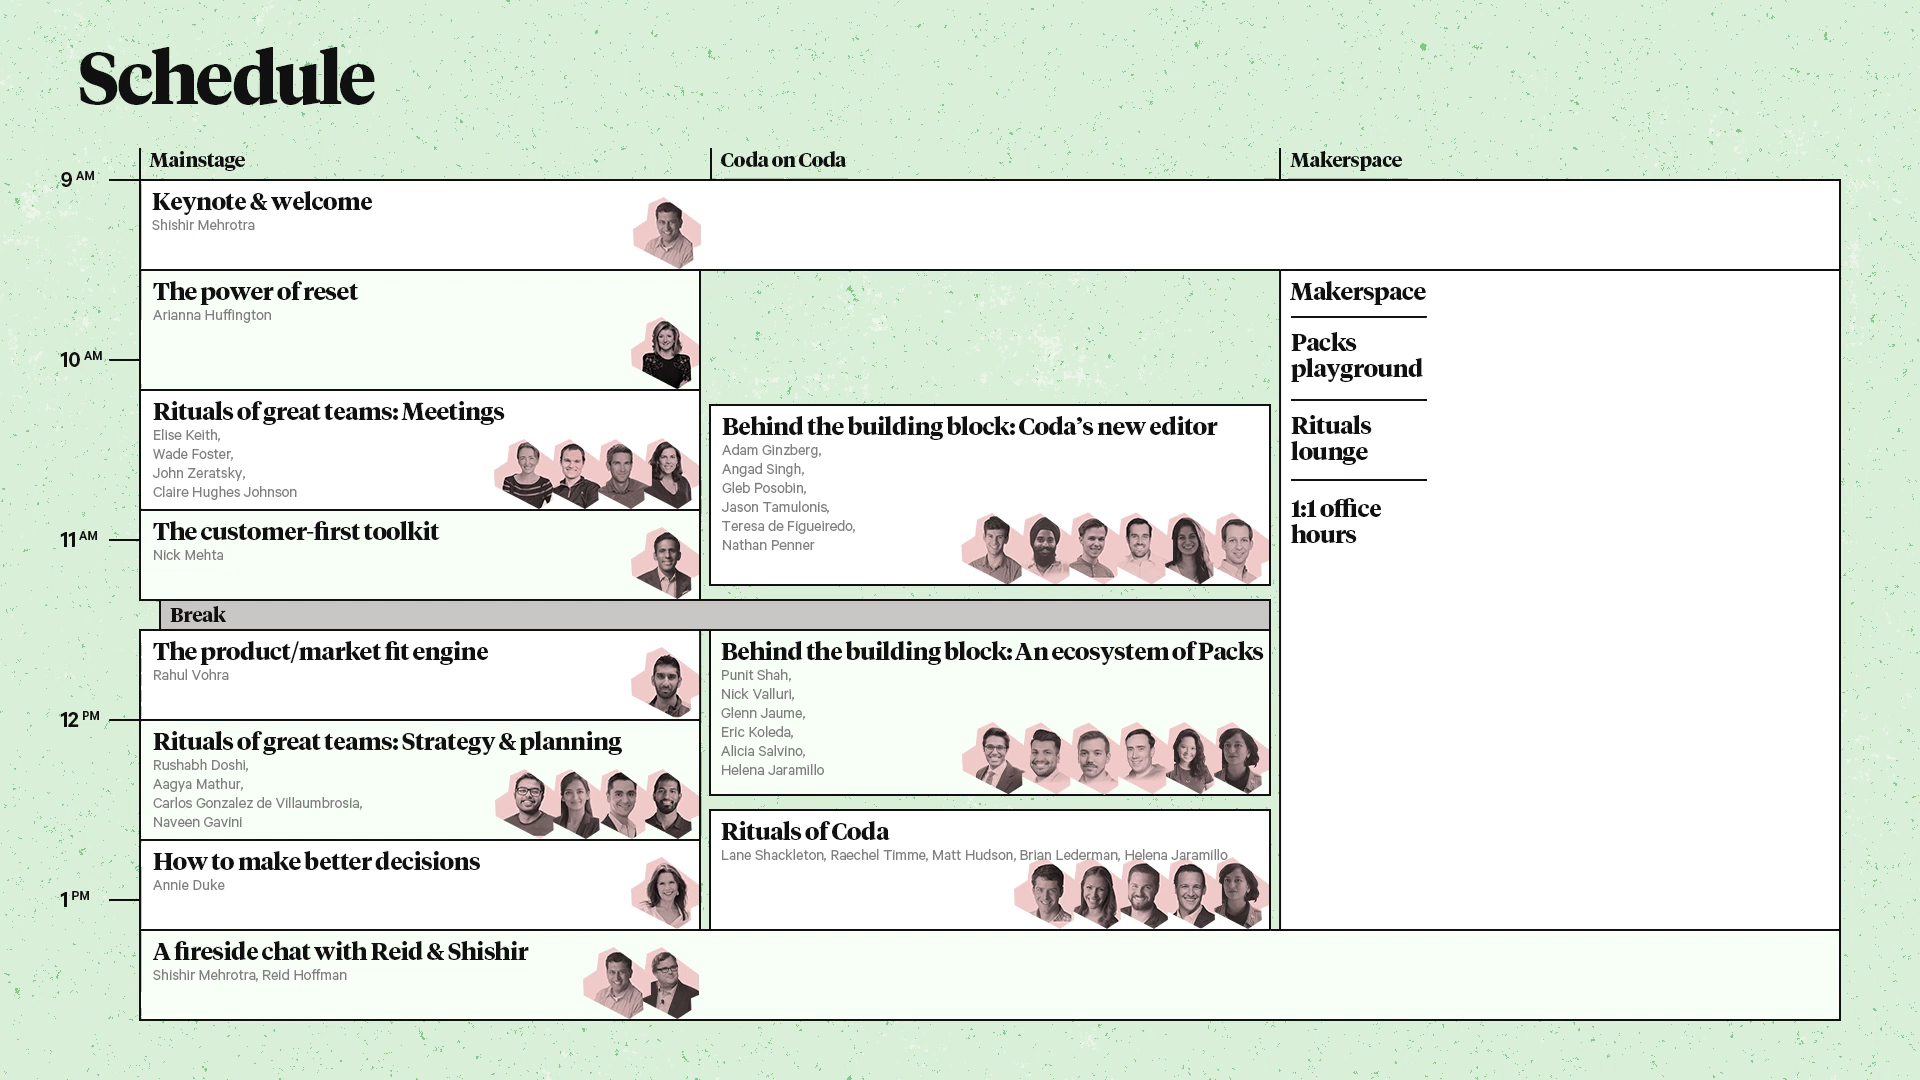 Schedule
Mainstage
Coda on Coda
Makerspace
9 AM
Keynote & welcome
Shishir Mehrotra
The power of reset
Arianna Huffington
10 AM
Rituals of great teams: Meetings
Elise Keith,
Wade Foster,
John Zeratsky,
Claire Hughes Johnson
11 AM
The customer-first toolkit
Nick Mehta
Behind the building block: Coda’s new editor
Adam Ginzberg,
Angad Singh,
Gleb Posobin,
Jason Tamulonis,
Teresa de Figueiredo,
Nathan Penner
Makerspace
Packs
playground
Rituals
lounge
1:1 office
hours
Break
The product/market fit engine
Rahul Vohra
12 PM
Rituals of great teams: Strategy & planning
Rushabh Doshi,
Aagya Mathur,
Carlos Gonzalez de Villaumbrosia,
Naveen Gavini
How to make better decisions
Annie Duke
1 PM
Behind the building block: An ecosystem of Packs
Punit Shah,
Nick Valluri,
Glenn Jaume,
Eric Koleda,
Alicia Salvino,
Helena Jaramillo
Rituals of Coda
Lane Shackleton, Raechel Timme, Matt Hudson, Brian Lederman, Helena Jaramillo
A fireside chat with Reid & Shishir
Shishir Mehrotra, Reid Hoffman